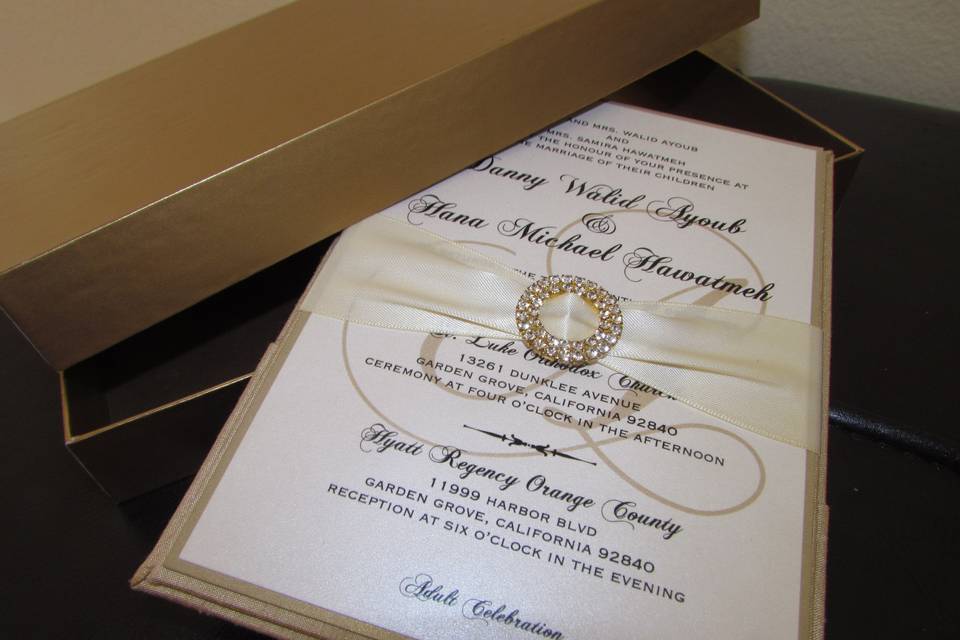 AND MRS. WALID AYOUB
AND
MRS. SAMIRA HAWATMEH
THE HONOUR OF YOUR PRESENCE AT
THE MARRIAGE OF THEIR CHILDREN
Danny Walid Ayoub
&
Hana Michael Hawatmeh
THE
St. Luke Orthodox Church
13261 DUNKLEE AVENUE
GARDEN GROVE, CALIFORNIA 92840
CEREMONY AT FOUR O'CLOCK IN THE AFTERNOON
Hyatt Regency Orange County
11999 HARBOR BLVD
GARDEN GROVE, CALIFORNIA 92840
RECEPTION AT SIX O'CLOCK IN THE EVENING
Adult Celebration